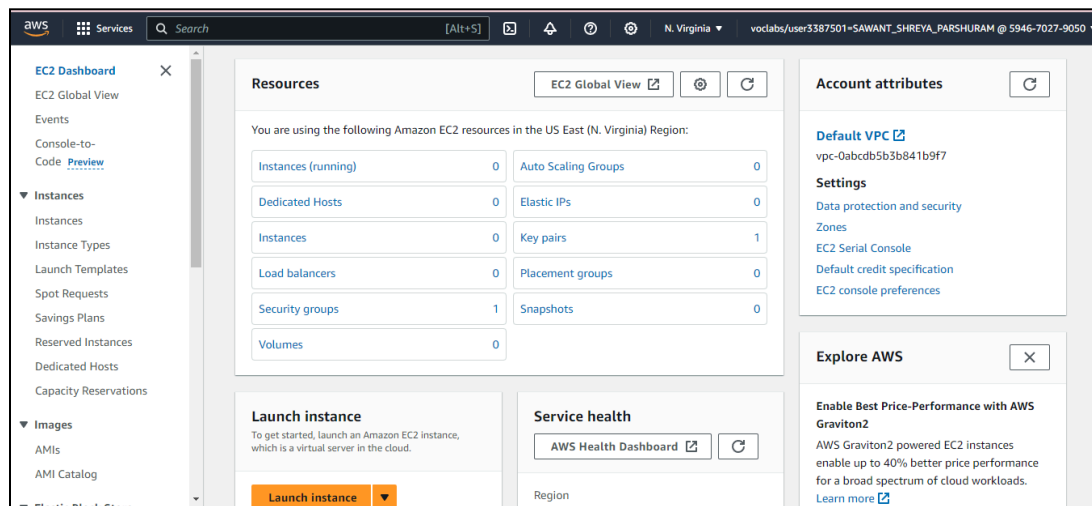 aws
Services
Search
[Alt+S]
N. Virginia
voclabs/user3387501=SAWANT_SHREYA_PARSHURAM @ 5946-7027-9050
EC2 Dashboard
EC2 Global View
Events
Console-to-
Code Preview
Instances
Instances
Instance Types
Launch Templates
Spot Requests
Savings Plans
Reserved Instances
Dedicated Hosts
Capacity Reservations
Images
AMIs
AMI Catalog
Resources
EC2 Global View
You are using the following Amazon EC2 resources in the US East (N. Virginia) Region:
Instances (running) 0
Auto Scaling Groups 0
Dedicated Hosts 0
Elastic IPs 0
Instances 0
Key pairs 1
Load balancers 0
Placement groups 0
Security groups 1
Snapshots 0
Volumes 0
Launch instance
To get started, launch an Amazon EC2 instance,
which is a virtual server in the cloud.
Launch instance
Service health
AWS Health Dashboard
Region
Account attributes
Default VPC
vpc-0abcdb5b3b841b9f7
Settings
Data protection and security
Zones
EC2 Serial Console
Default credit specification
EC2 console preferences
Explore AWS
Enable Best Price-Performance with AWS
Graviton2
AWS Graviton2 powered EC2 instances
enable up to 40% better price performance
for a broad spectrum of cloud workloads.
Learn more